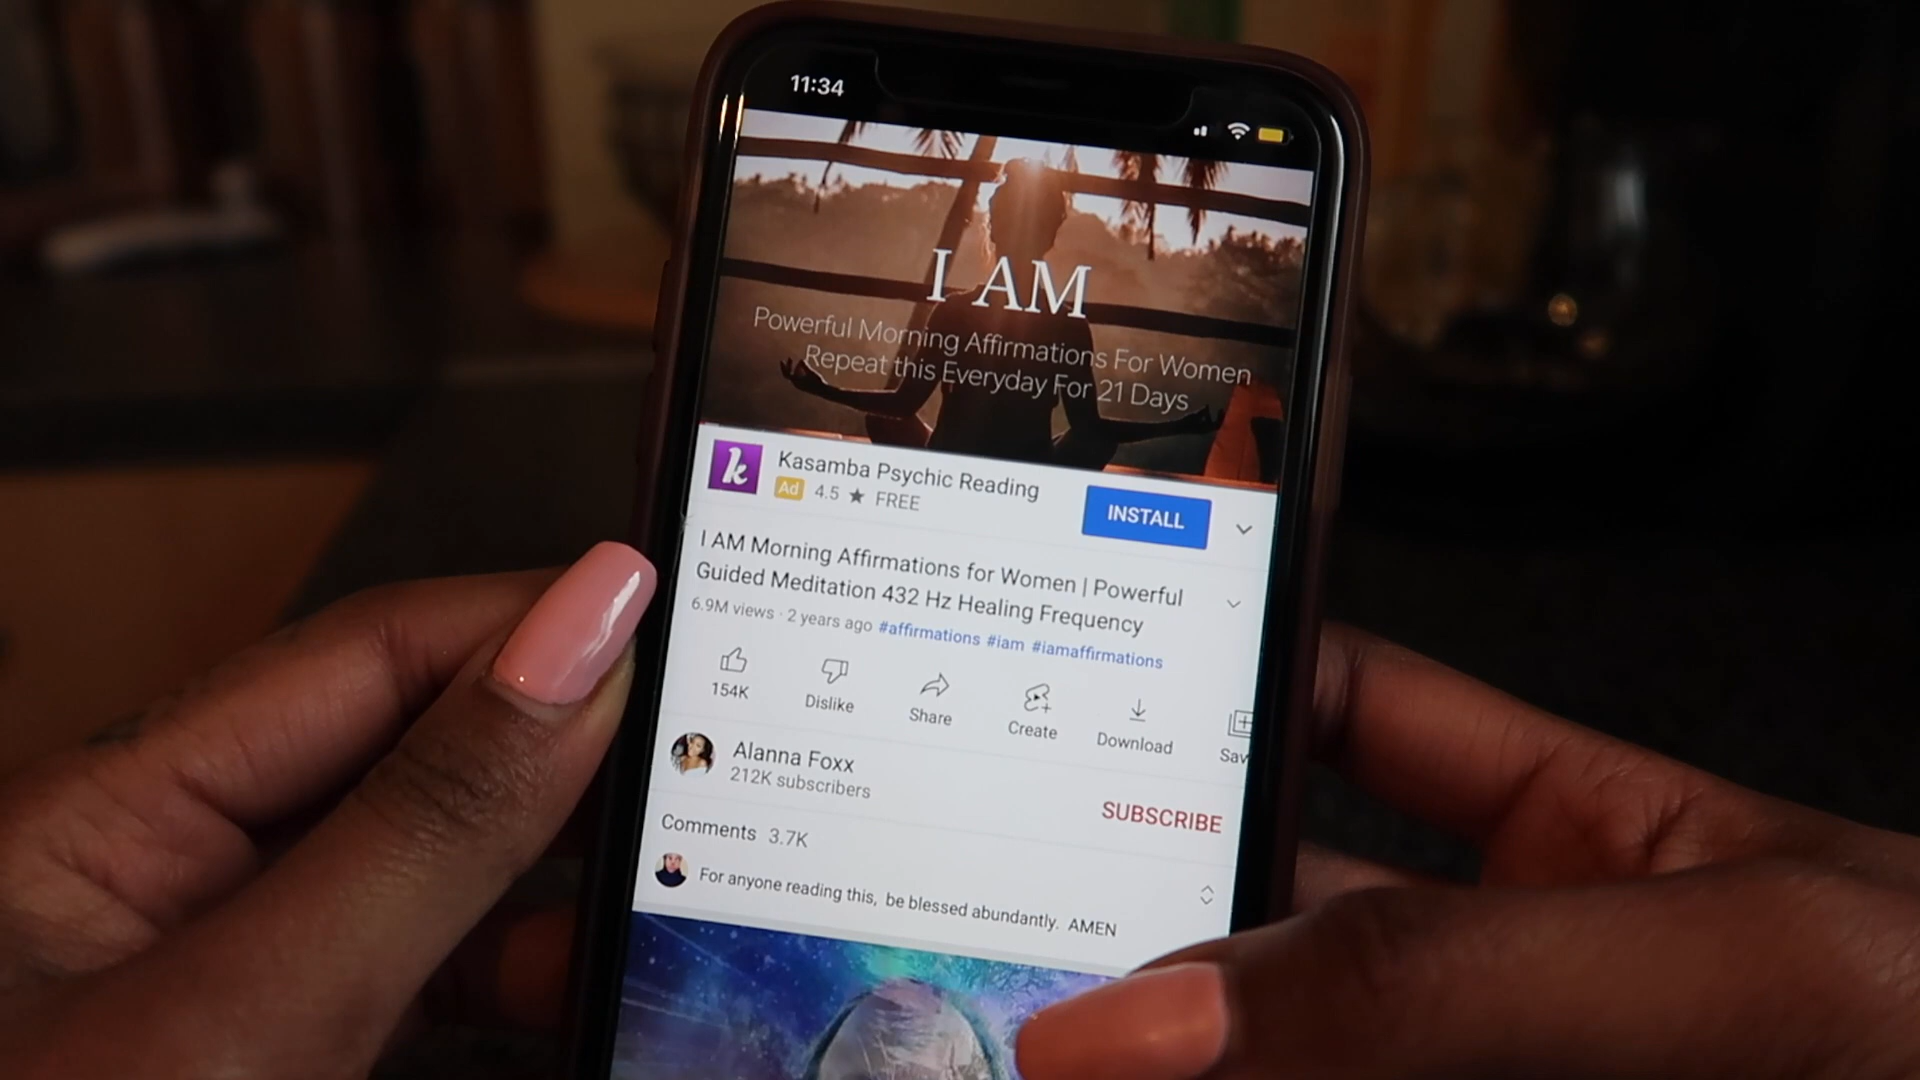 11:34
I AM
Powerful Morning Affirmations For Women
Repeat this Everyday For 21 Days
k
Kasamba Psychic Reading
Ad 4.5 ★ FREE
INSTALL
I AM Morning Affirmations for Women | Powerful
Guided Meditation 432 Hz Healing Frequency
6.9M views · 2 years ago #affirmations #iam #iamaffirmations
154K
Dislike
Share
Create
Download
Sav
Alanna Foxx
212K subscribers
SUBSCRIBE
Comments 3.7K
For anyone reading this, be blessed abundantly. AMEN